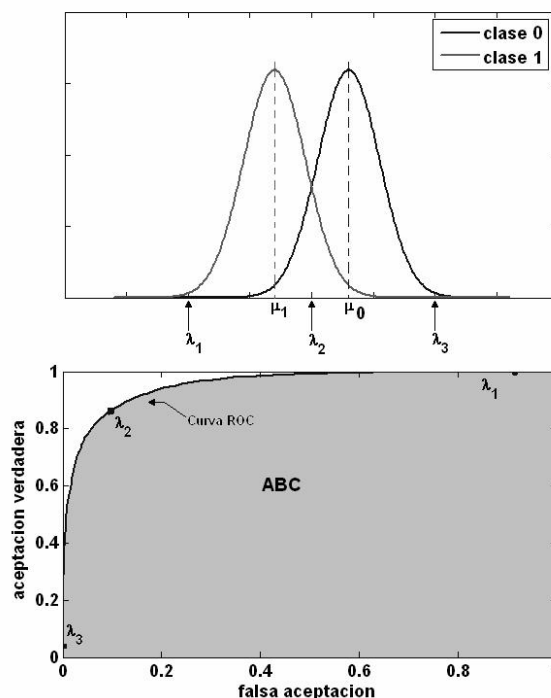 clase 0
clase 1
μ1 μ0
λ1 λ2 λ3
1
0.8
0.6
0.4
0.2
0
aceptacion verdadera
λ1
λ2
Curva ROC
ABC
λ3
0 0.2 0.4 0.6 0.8
falsa aceptacion